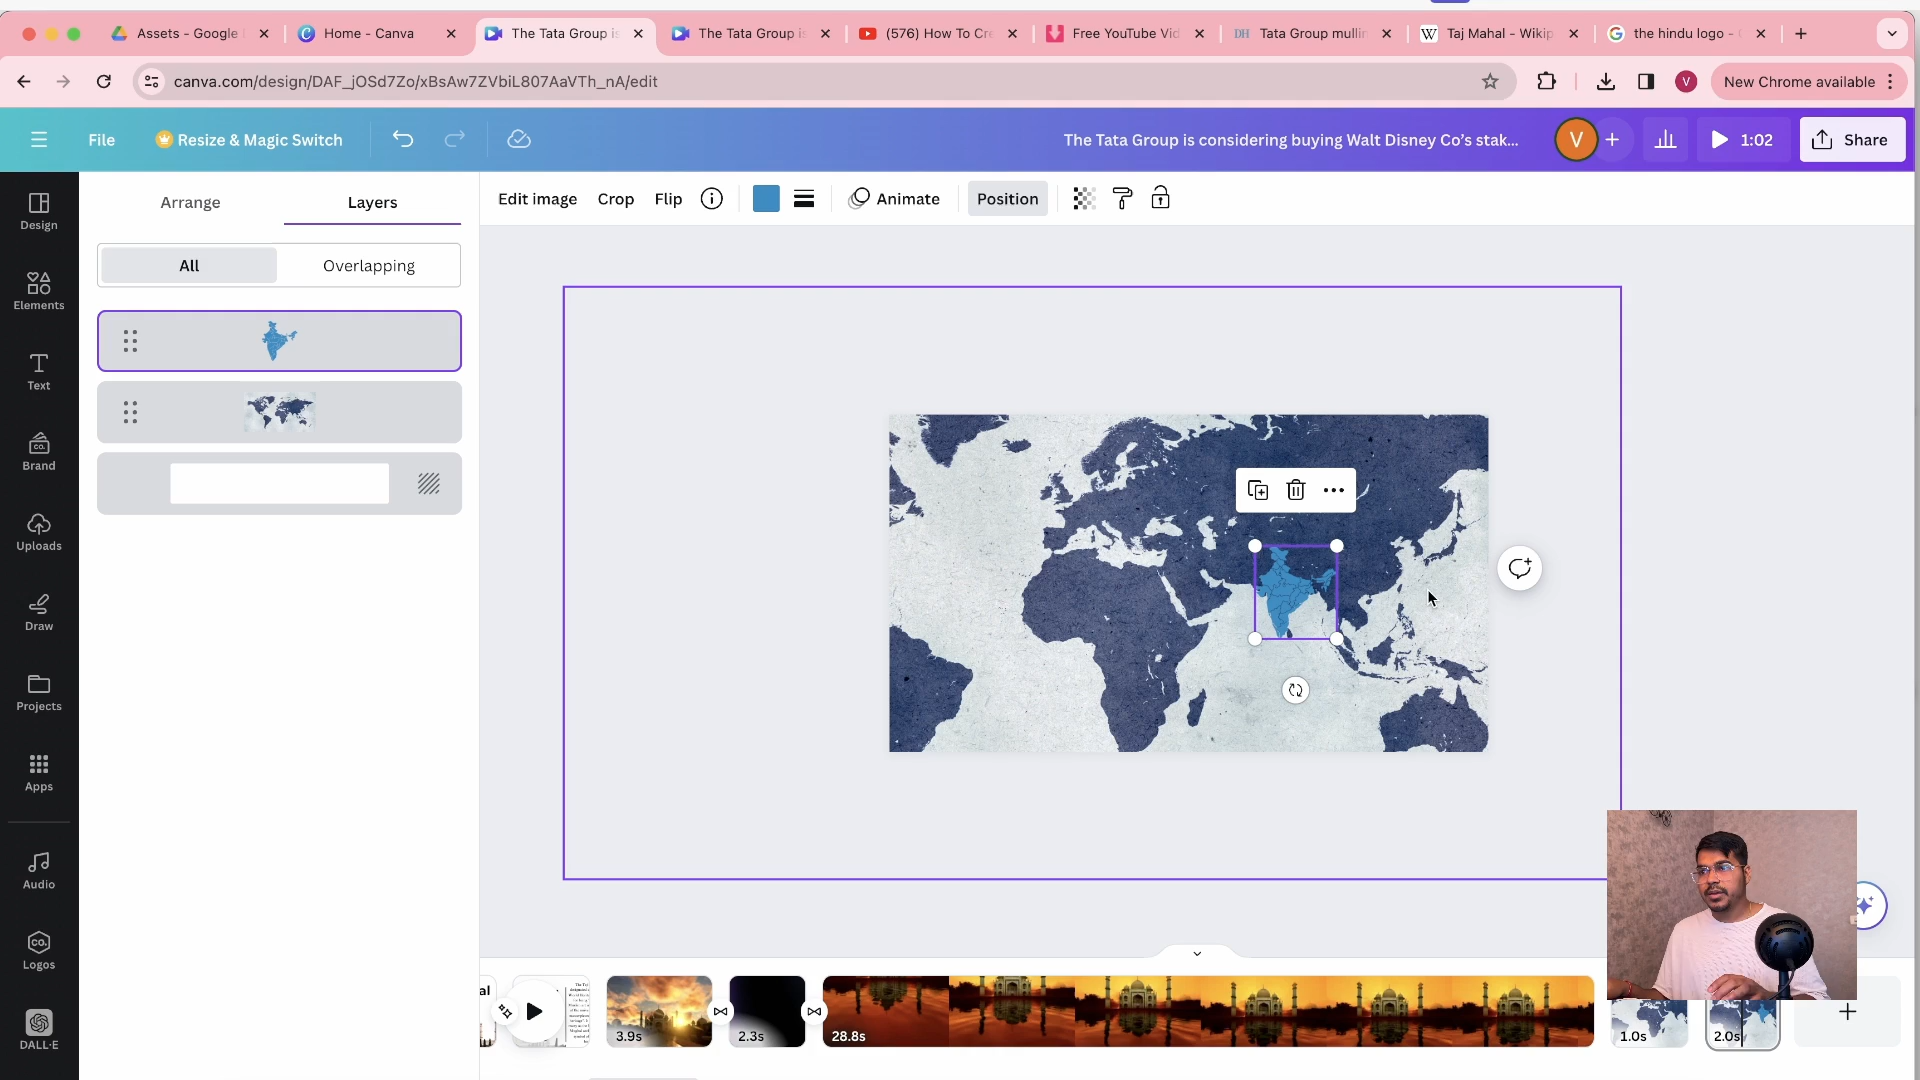 Assets - Google
Home - Canva
The Tata Group is
The Tata Group is
(576) How To Cre
Free YouTube Vid
DH
Tata Group mullin
W
Taj Mahal - Wikip
the hindu logo -
canva.com/design/DAF_jOSd7Zo/xBsAw7ZVbiL807AaVTh_nA/edit
V
New Chrome available
File
Resize & Magic Switch
The Tata Group is considering buying Walt Disney Co’s stak...
V
1:02
Share
Design
Elements
Text
Brand
Uploads
Draw
Projects
Apps
Audio
Logos
DALL·E
Arrange
Layers
All
Overlapping
Edit image
Crop
Flip
Animate
Position
al
3.9s
2.3s
28.8s
1.0s
2.0s